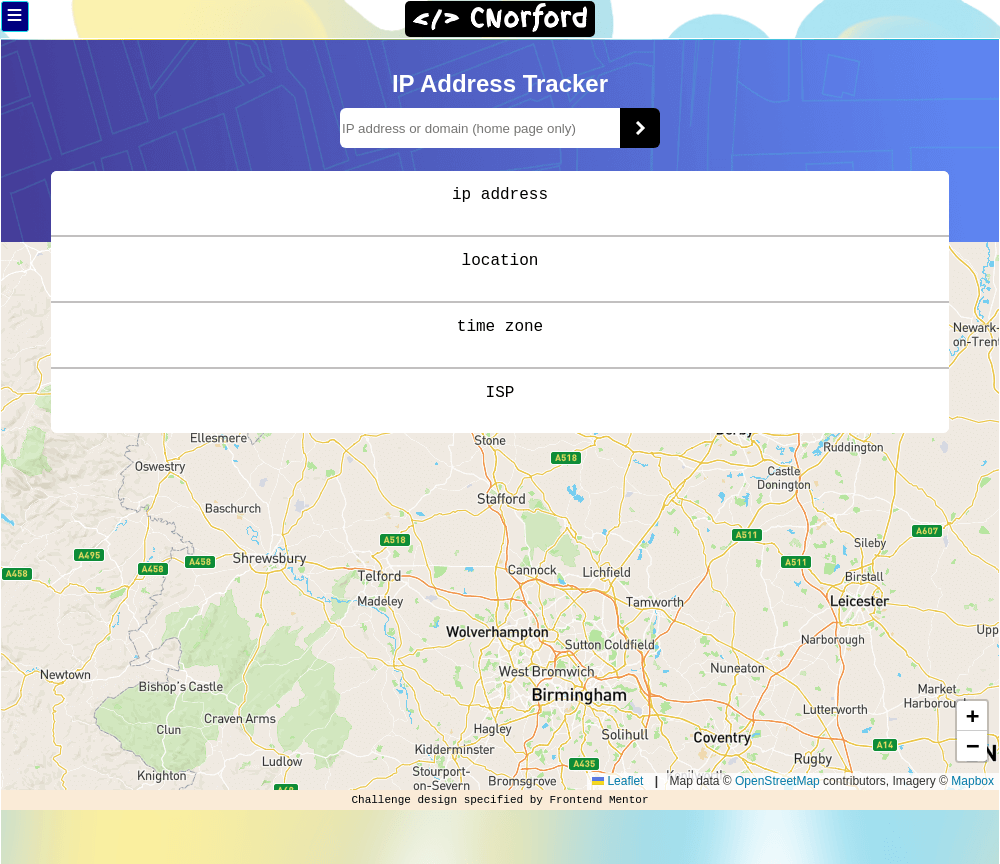 </> CNorford
IP Address Tracker
IP address or domain (home page only)
ip address
location
time zone
ISP
Newark-
on-Trent
Ellesmere
Stone
Derby
Ruddington
Oswestry
A518
Castle
Donington
Stafford
Baschurch
A518
A511
A607
Sileby
A495
Shrewsbury
A458
A458
A458
Telford
Cannock
Lichfield
A511
Birstall
Madeley
Tamworth
Leicester
Wolverhampton
Sutton Coldfield
Narborough
Upp
West Bromwich
Nuneaton
Newtown
Bishop's Castle
Birmingham
Market
Harborough
Lutterworth
Craven Arms
Clun
Hagley
Solihull
Coventry
+
−
A14
N
Kidderminster
Ludlow
A435
Rugby
Knighton
Stourport-
on-Severn
Bromsgrove
Leaflet | Map data © OpenStreetMap contributors, Imagery © Mapbox
Challenge design specified by Frontend Mentor